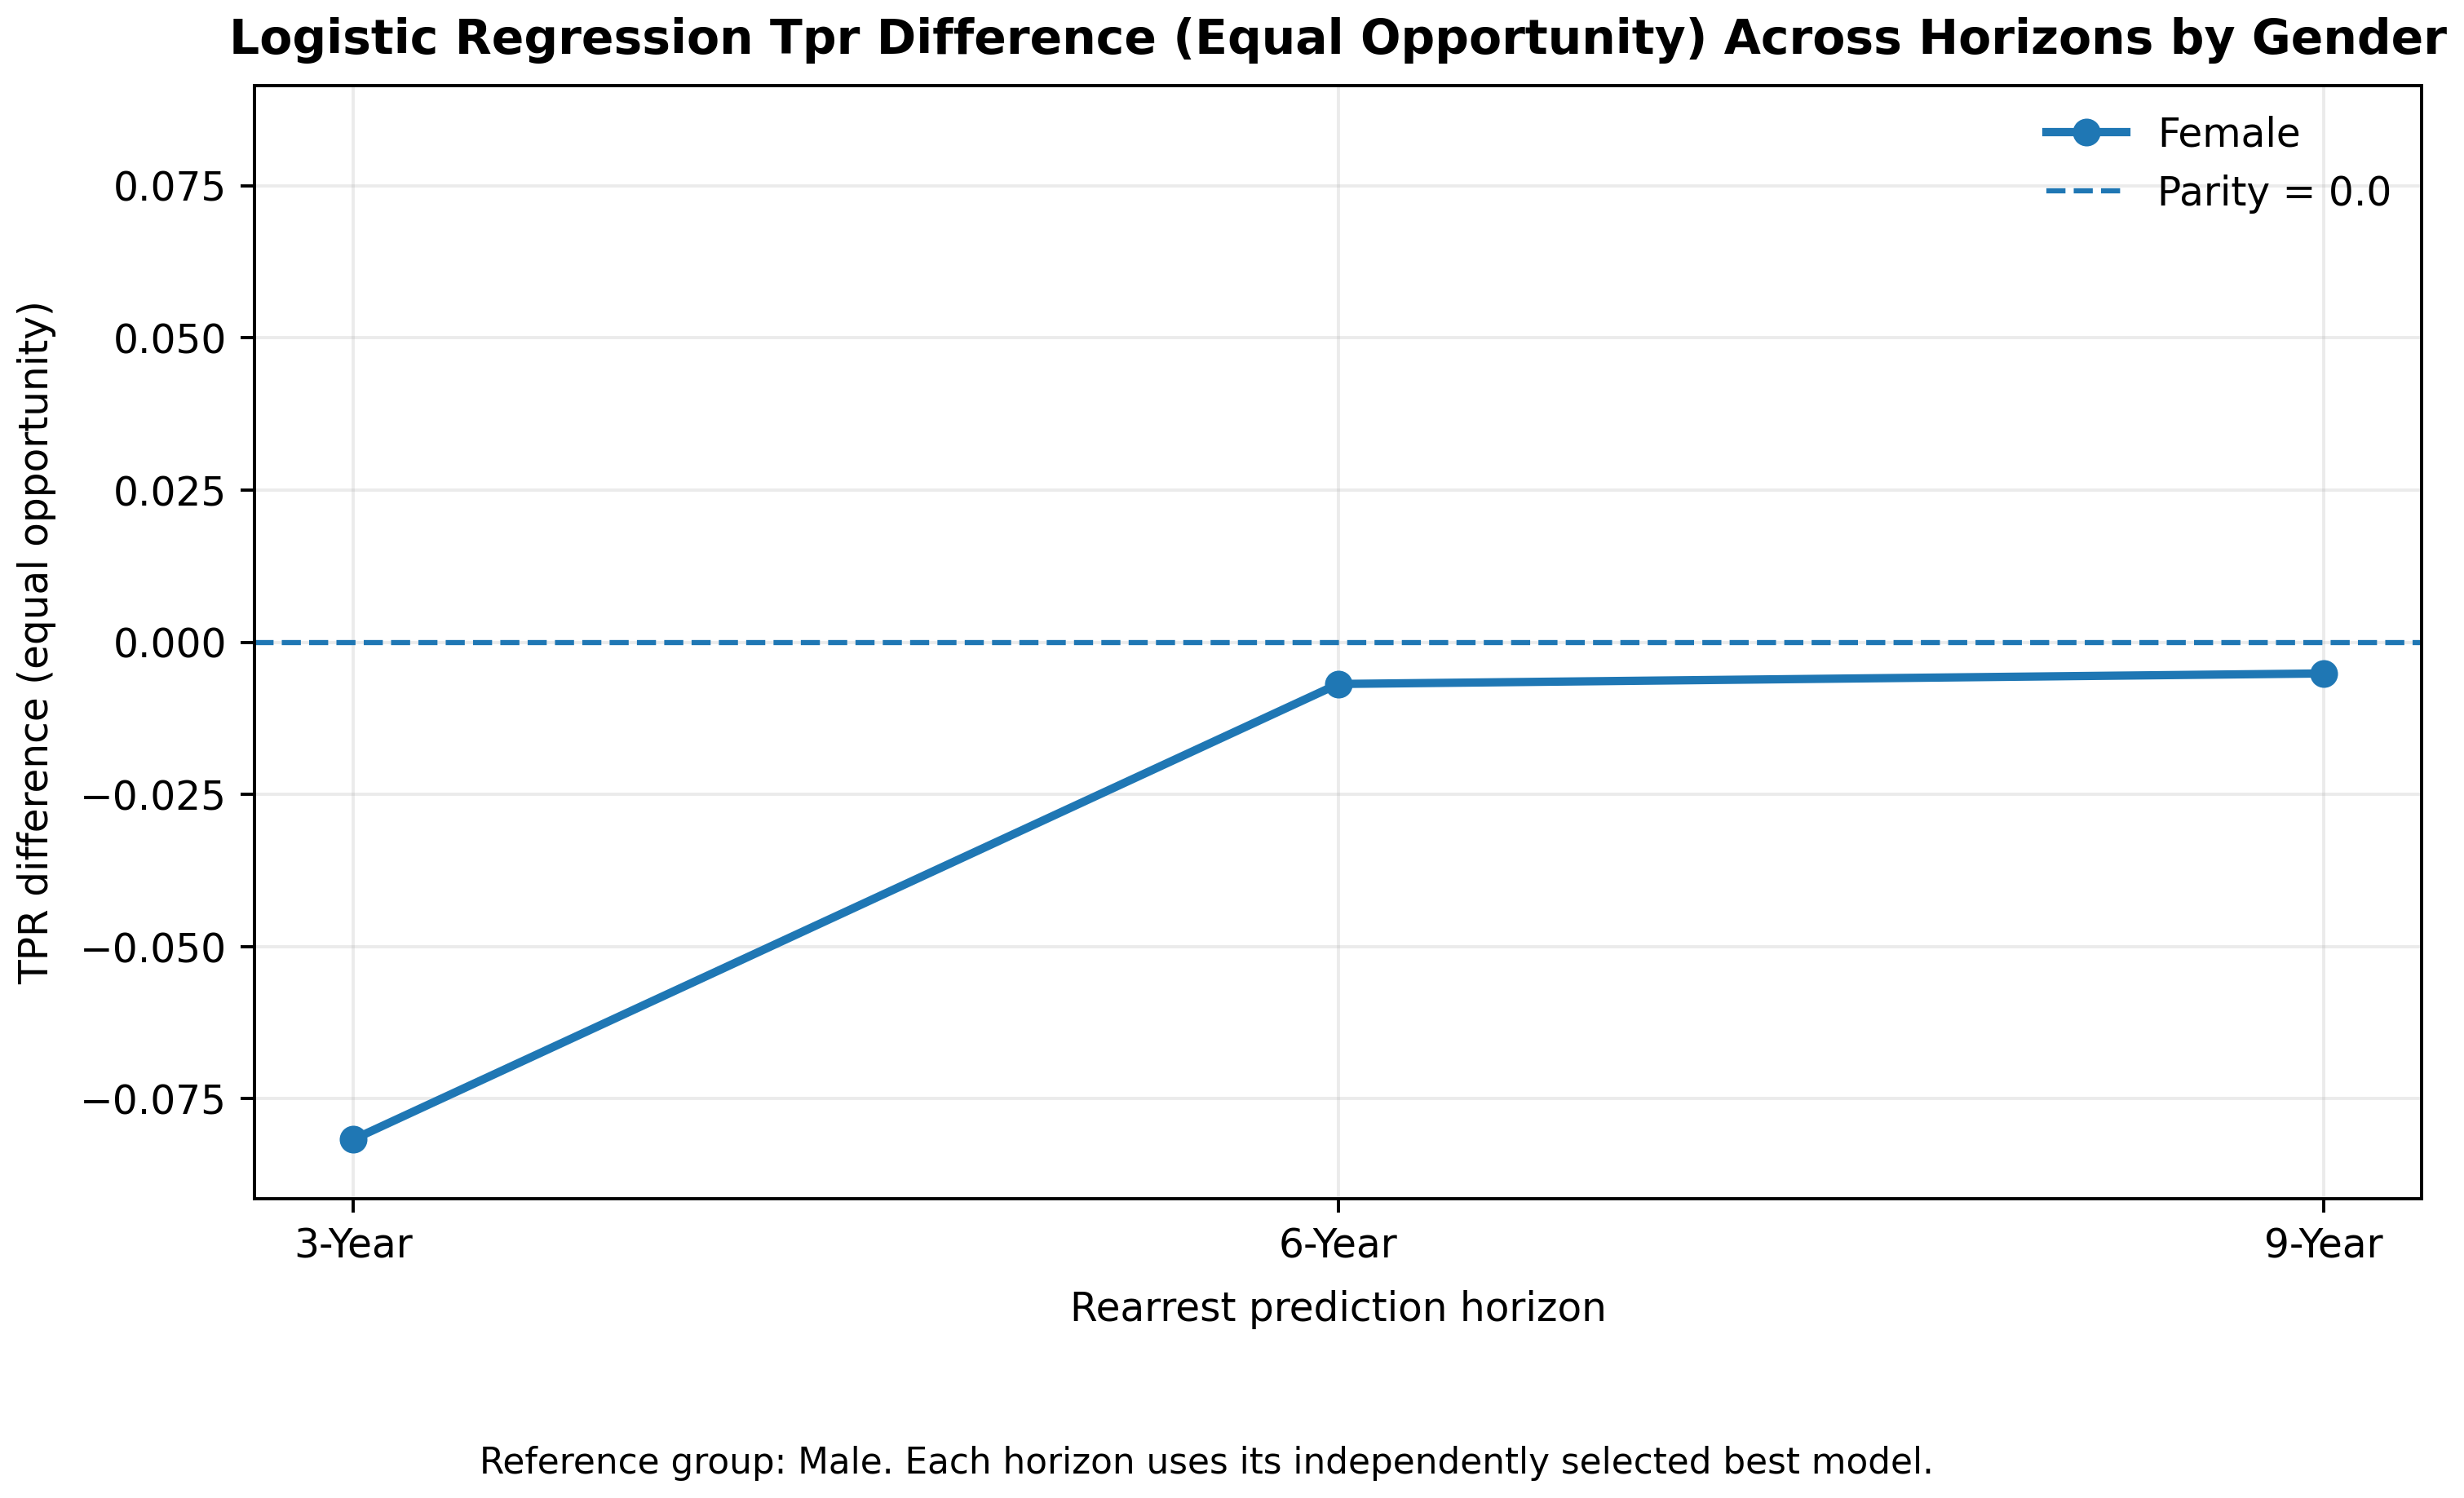 Logistic Regression Tpr Difference (Equal Opportunity) Across Horizons by Gender
Female
Parity = 0.0
TPR difference (equal opportunity)
0.075
0.050
0.025
0.000
−0.025
−0.050
−0.075
3-Year 6-Year 9-Year
Rearrest prediction horizon
Reference group: Male. Each horizon uses its independently selected best model.